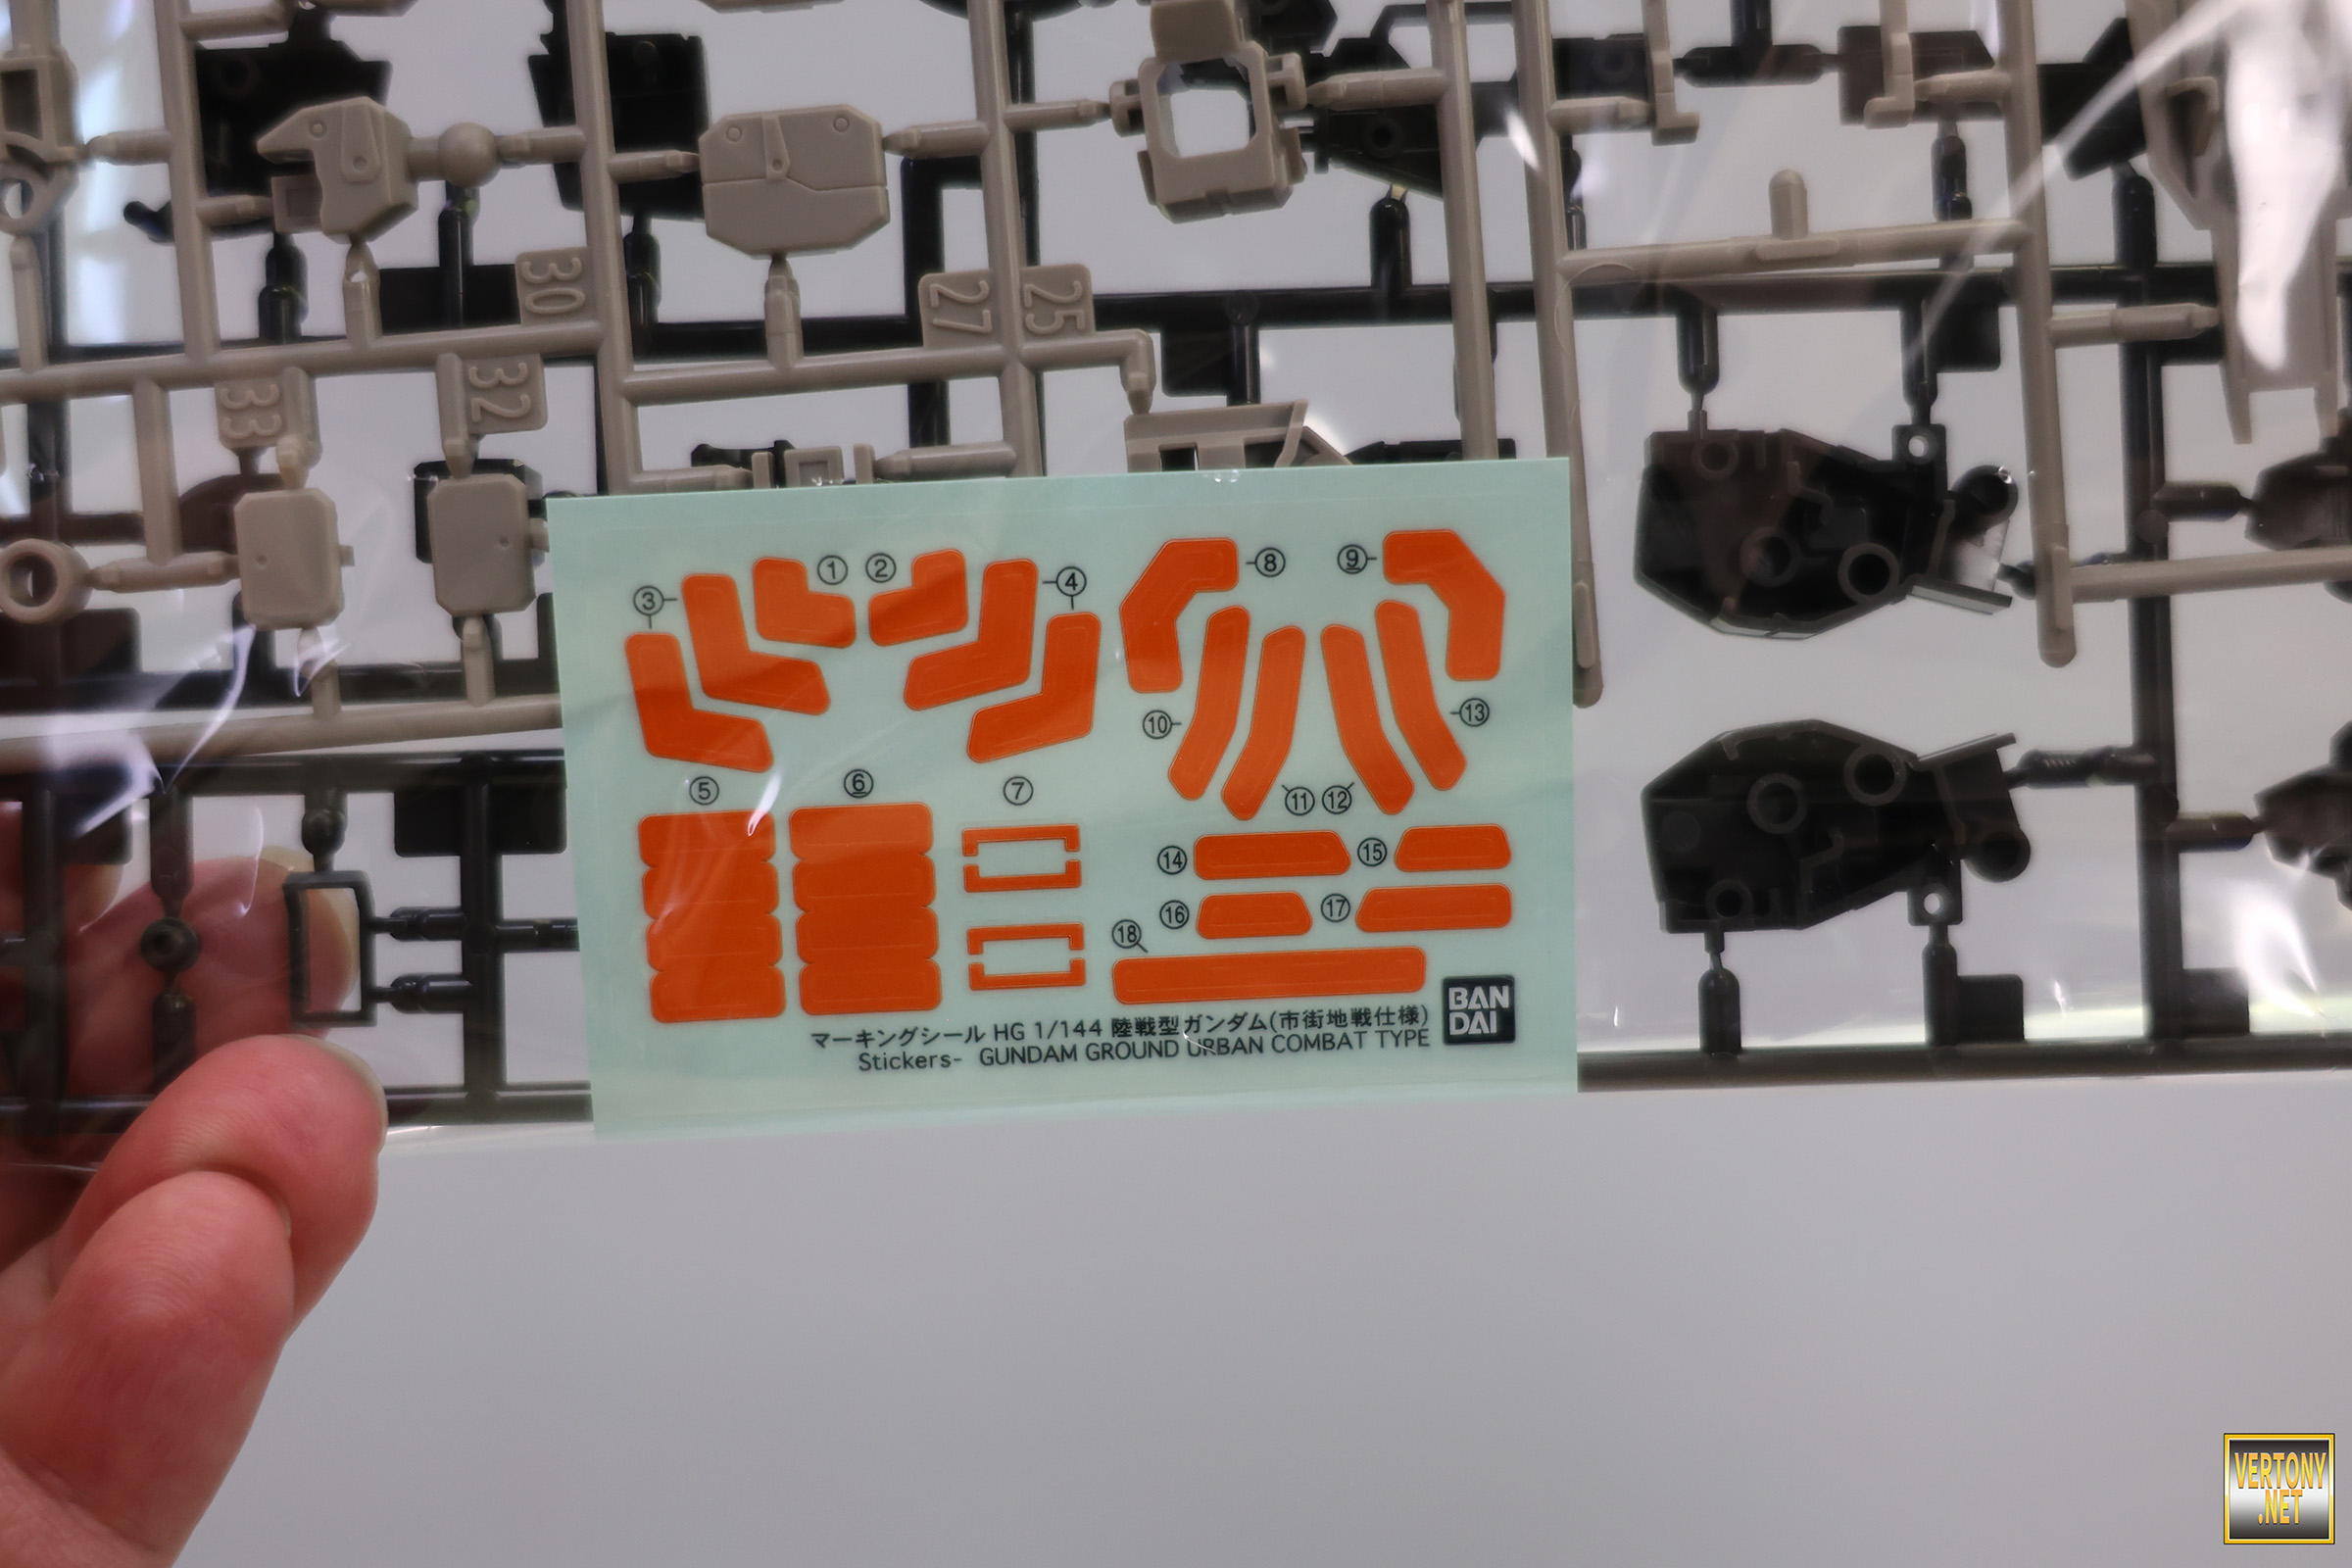 30
27
25
33
32
① ② ③ ④ ⑧ ⑨
⑩ ⑬
⑤ ⑥ ⑦ ⑪ ⑫
⑭ ⑮
⑯ ⑰
⑱
マーキングシール HG 1/144 陸戦型ガンダム(市街地戦仕様)
Stickers- GUNDAM GROUND URBAN COMBAT TYPE
BAN
DAI
VERTONY
.NET